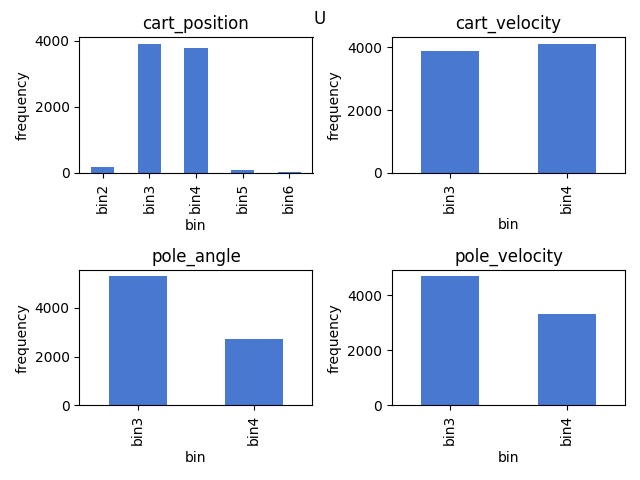 U
cart_position
frequency
4000
2000
0
bin2
bin3
bin4
bin5
bin6
bin
cart_velocity
frequency
4000
2000
0
bin3
bin4
bin
pole_angle
frequency
4000
2000
0
bin3
bin4
bin
pole_velocity
frequency
4000
2000
0
bin3
bin4
bin